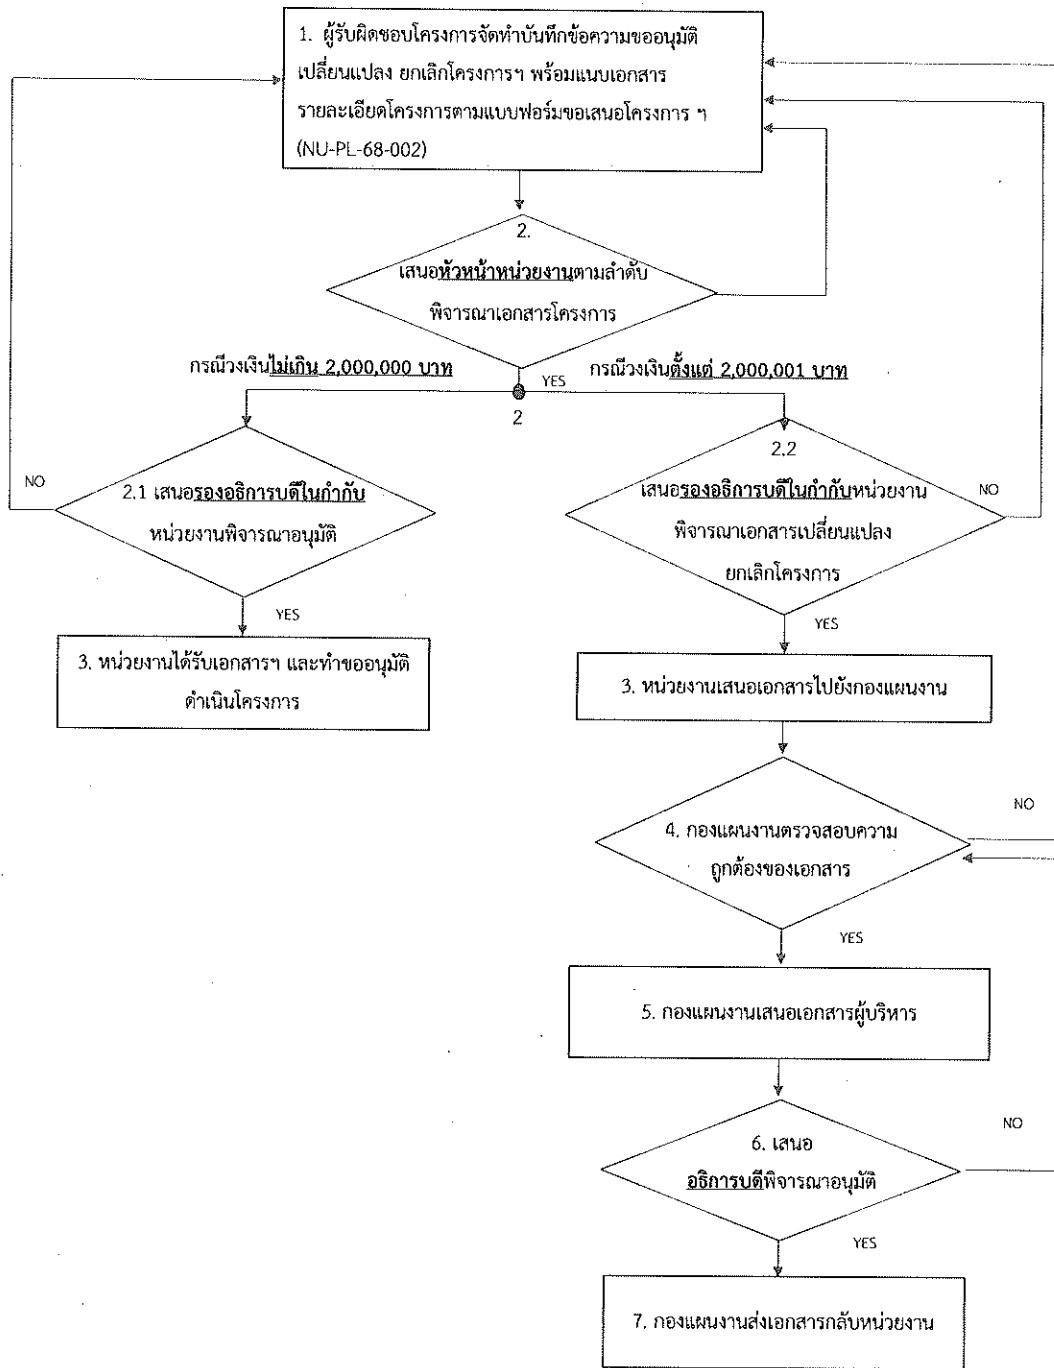 1. ผู้รับผิดชอบโครงการจัดทำบันทึกข้อความขออนุมัติ
เปลี่ยนแปลง ยกเลิกโครงการฯ พร้อมแนบเอกสาร
รายละเอียดโครงการตามแบบฟอร์มขอเสนอโครงการ ฯ
(NU-PL-68-002)
2.
เสนอหัวหน้าหน่วยงานตามลำดับ
พิจารณาเอกสารโครงการ
กรณีวงเงินไม่เกิน 2,000,000 บาท
YES
กรณีวงเงินตั้งแต่ 2,000,001 บาท
2
NO
2.1 เสนอรองอธิการบดีในกำกับ
หน่วยงานพิจารณาอนุมัติ
YES
3. หน่วยงานได้รับเอกสารฯ และทำขออนุมัติ
ดำเนินโครงการ
2.2
เสนอรองอธิการบดีในกำกับหน่วยงาน
พิจารณาเอกสารเปลี่ยนแปลง
ยกเลิกโครงการ
NO
YES
3. หน่วยงานเสนอเอกสารไปยังกองแผนงาน
4. กองแผนงานตรวจสอบความ
ถูกต้องของเอกสาร
NO
YES
5. กองแผนงานเสนอเอกสารผู้บริหาร
6. เสนอ
อธิการบดีพิจารณาอนุมัติ
NO
YES
7. กองแผนงานส่งเอกสารกลับหน่วยงาน